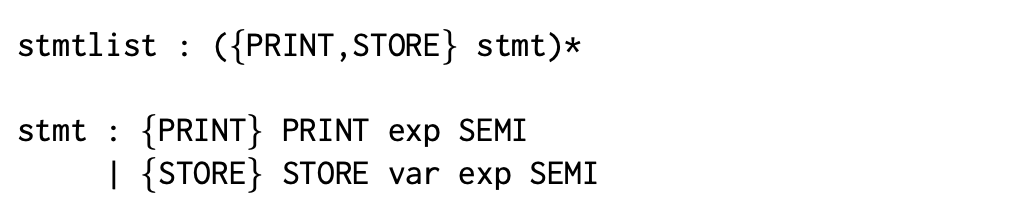 stmtlist : ({PRINT,STORE} stmt)*
stmt : {PRINT} PRINT exp SEMI
| {STORE} STORE var exp SEMI